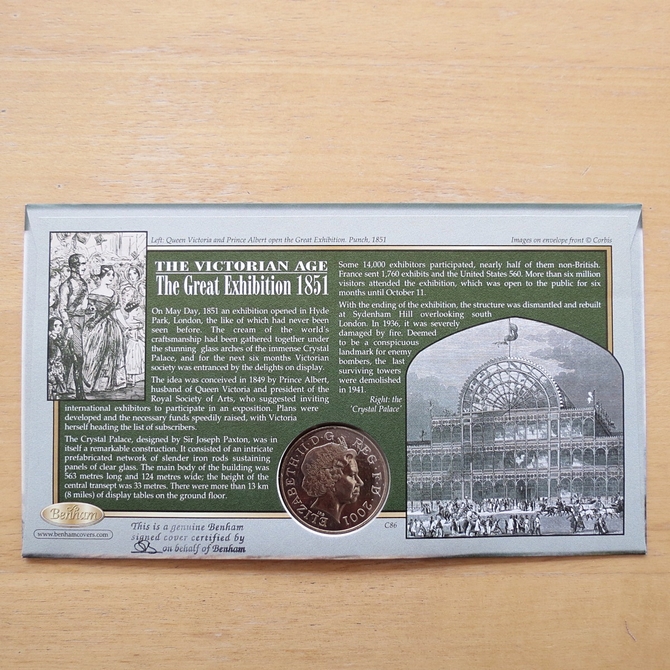 Left: Queen Victoria and Prince Albert open the Great Exhibition. Punch, 1851
Images on envelope front © Corbis
THE VICTORIAN AGE
The Great Exhibition 1851
On May Day, 1851 an exhibition opened in Hyde
Park, London, the like of which had never been
seen before. The cream of the world's
craftsmanship had been gathered together under
the stunning glass arches of the immense Crystal
Palace, and for the next six months Victorian
society was entranced by the delights on display.
The idea was conceived in 1849 by Prince Albert,
husband of Queen Victoria and president of the
Royal Society of Arts, who suggested inviting
international exhibitors to participate in an exposition. Plans were
developed and the necessary funds speedily raised, with Victoria
herself heading the list of subscribers.
The Crystal Palace, designed by Sir Joseph Paxton, was in
itself a remarkable construction. It consisted of an intricate
prefabricated network of slender iron rods sustaining
panels of clear glass. The main body of the building was
563 metres long and 124 metres wide; the height of the
central transept was 33 metres. There were more than 13 km
(8 miles) of display tables on the ground floor.
Some 14,000 exhibitors participated, nearly half of them non-British.
France sent 1,760 exhibits and the United States 560. More than six million
visitors attended the exhibition, which was open to the public for six
months until October 11.
With the ending of the exhibition, the structure was dismantled and rebuilt
at Sydenham Hill overlooking south
London. In 1936, it was severely
damaged by fire. Deemed
to be a conspicuous
landmark for enemy
bombers, the last
surviving towers
were demolished
in 1941.
Right: the
'Crystal Palace'
ELIZABETH·II·D·G REG·F·D·2001
C86
Benham
www.benhamcovers.com
This is a genuine Benham
signed cover certified by
on behalf of Benham